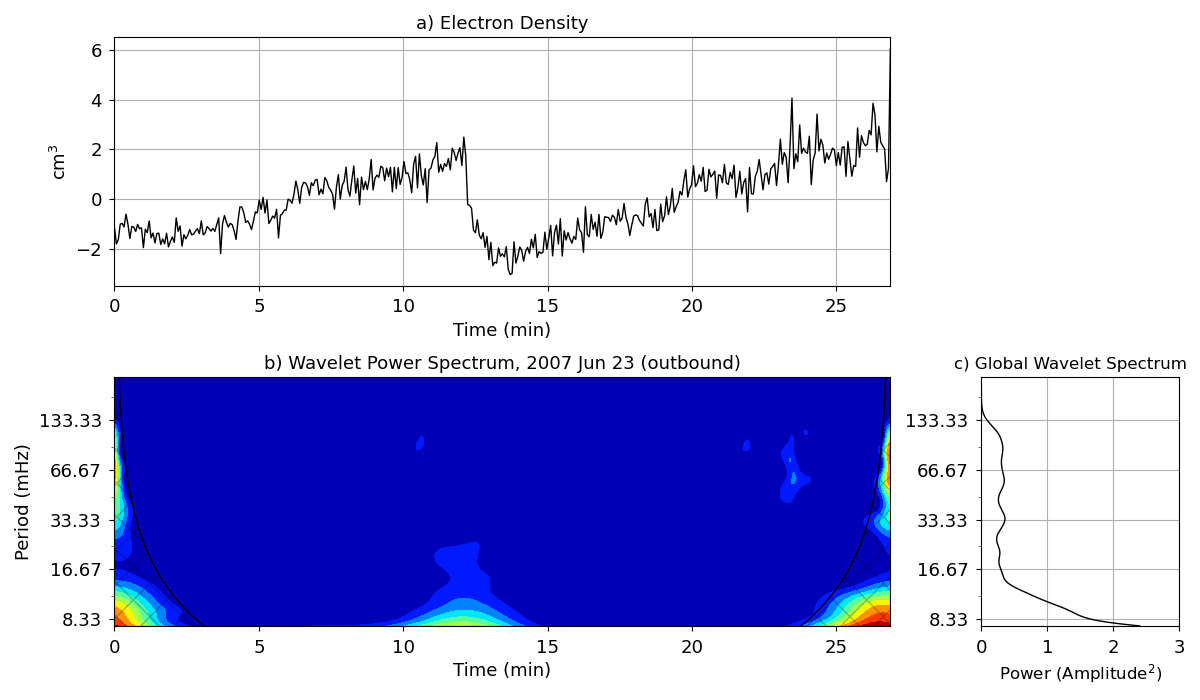 a) Electron Density
6
4
2
0
−2
cm³
0 5 10 15 20 25
Time (min)
b) Wavelet Power Spectrum, 2007 Jun 23 (outbound)
133.33
66.67
33.33
16.67
8.33
Period (mHz)
0 5 10 15 20 25
Time (min)
c) Global Wavelet Spectrum
133.33
66.67
33.33
16.67
8.33
0 1 2 3
Power (Amplitude²)